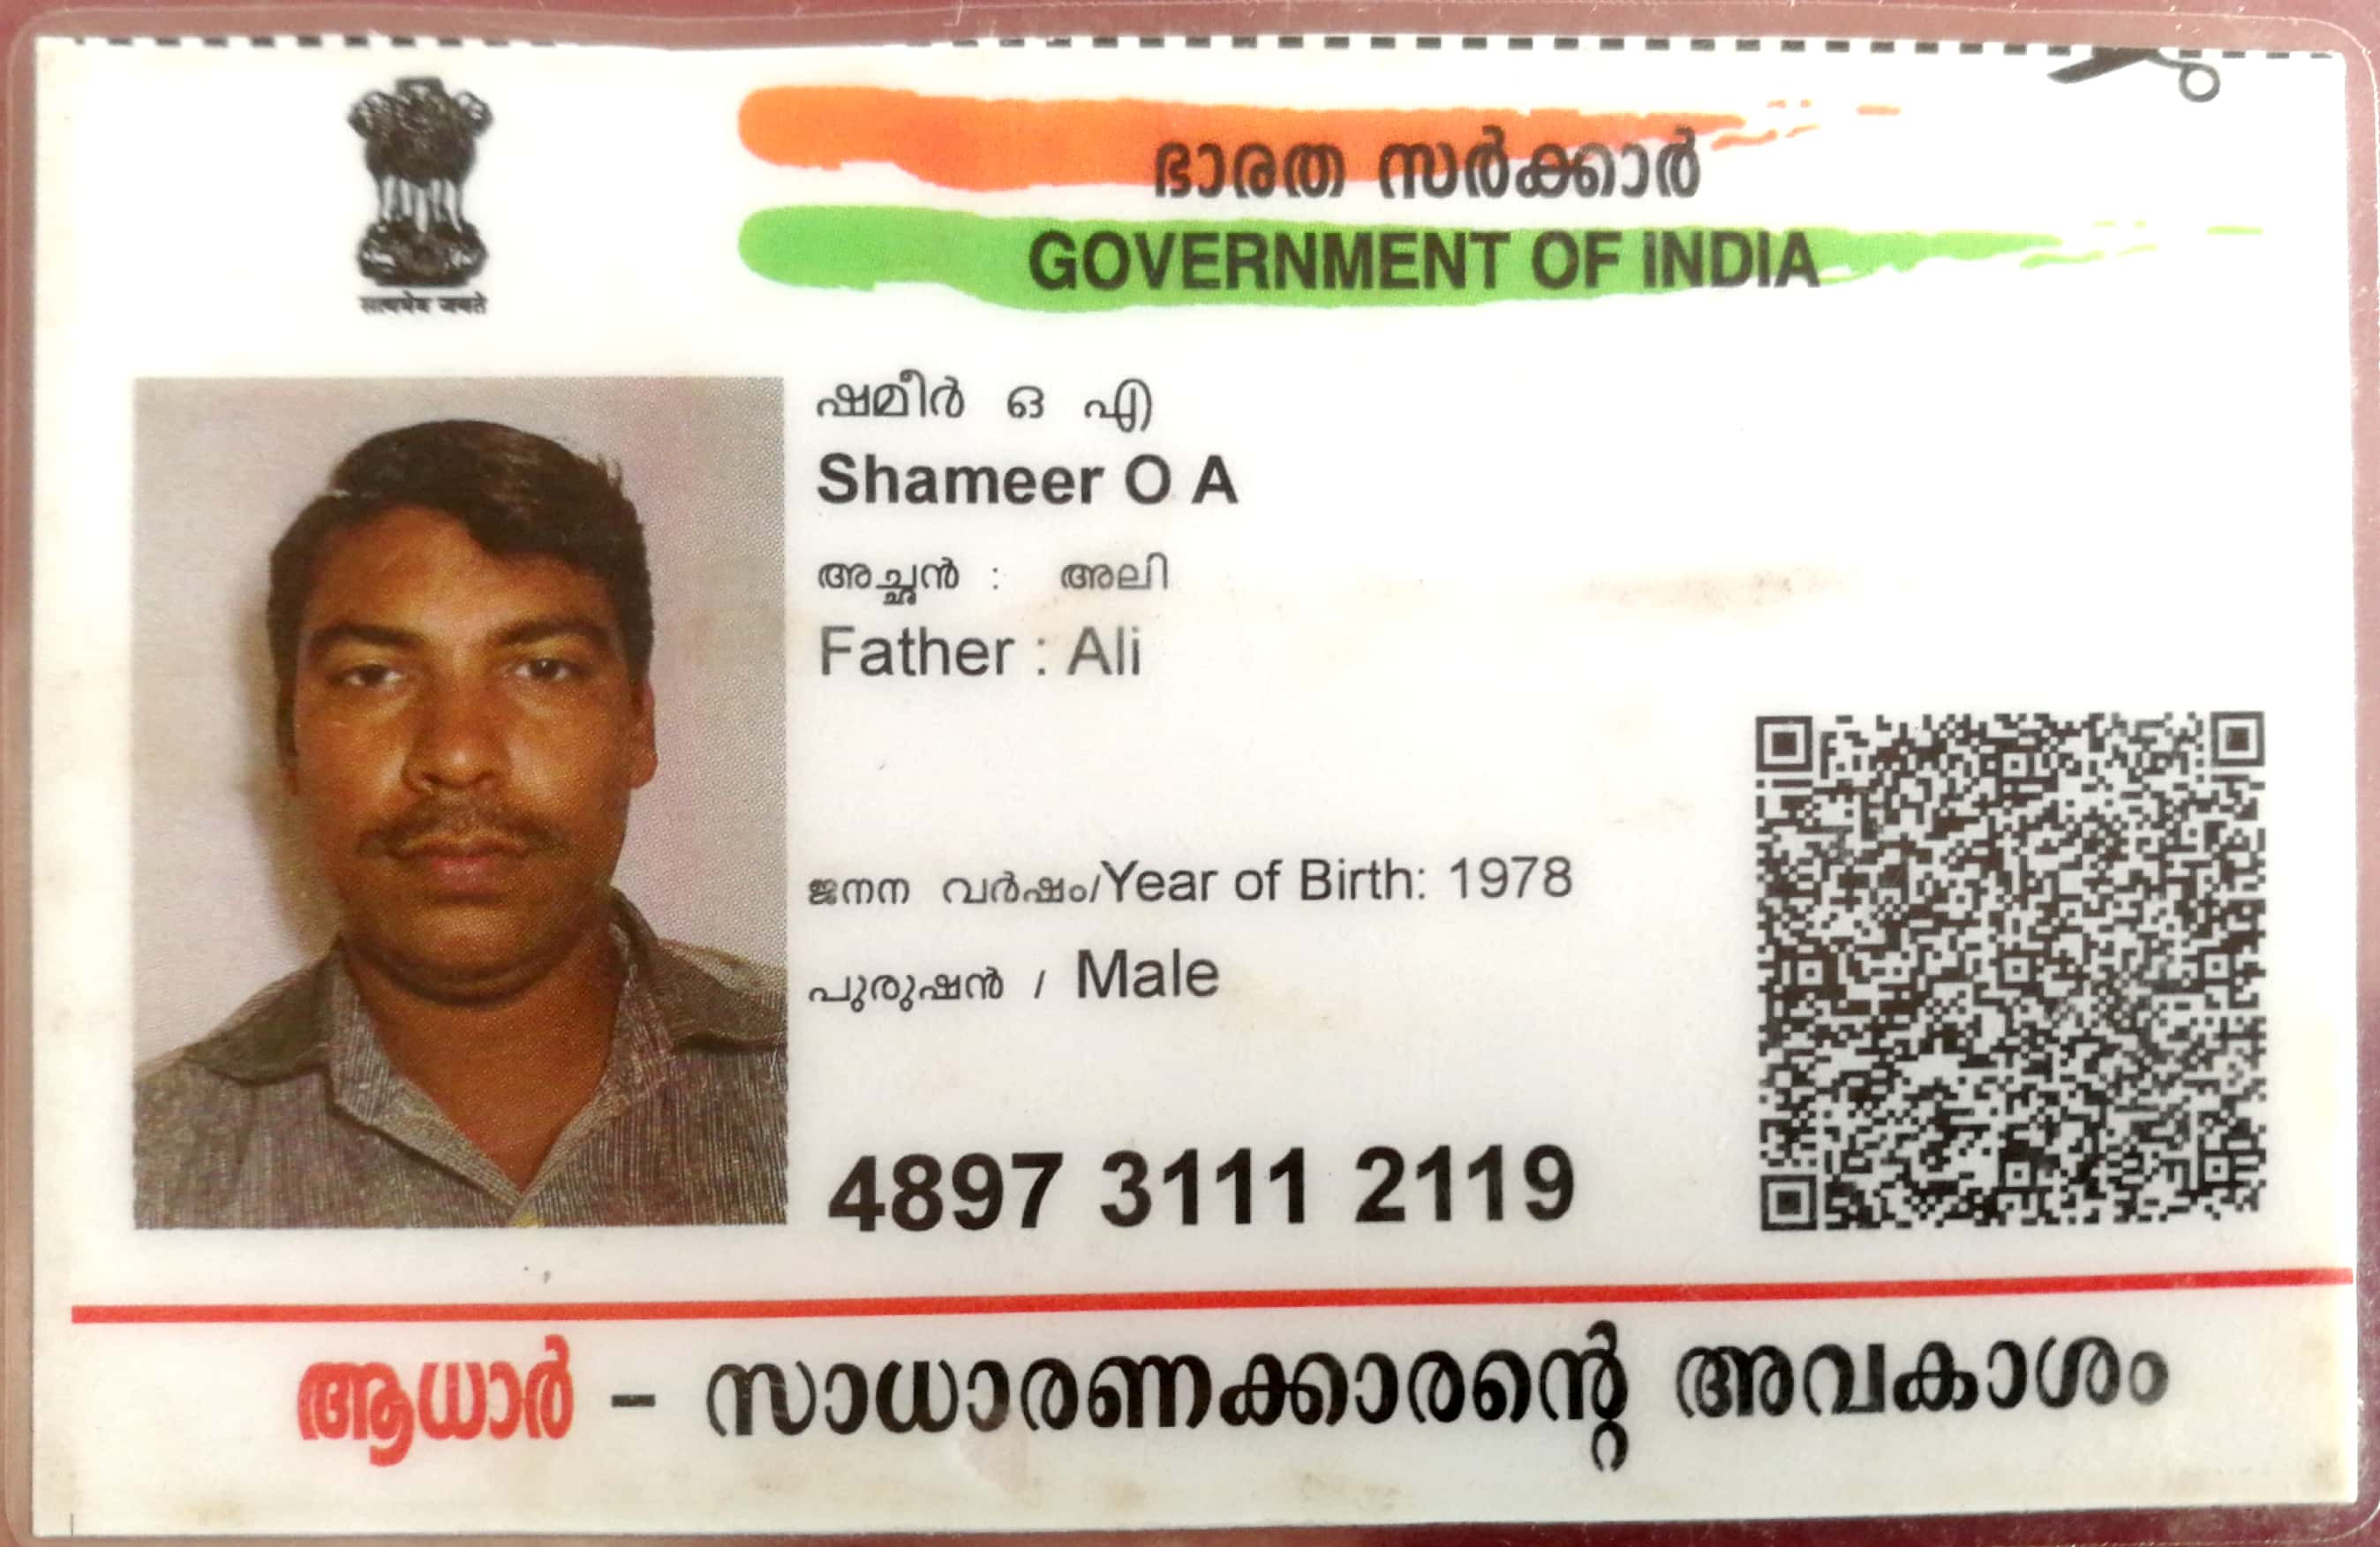 ഭാരത സർക്കാർ
GOVERNMENT OF INDIA
सत्यमेव जयते
ഷമീർ ഒ എ
Shameer O A
അച്ഛൻ : അലി
Father : Ali
ജനന വർഷം/Year of Birth: 1978
പുരുഷൻ / Male
4897 3111 2119
ആധാർ - സാധാരണക്കാരന്റെ അവകാശം